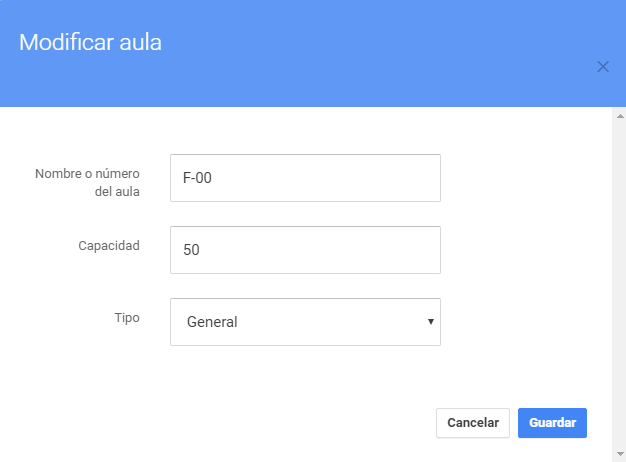 Modificar aula
Nombre o número
del aula
F-00
Capacidad
50
Tipo
General
Cancelar
Guardar